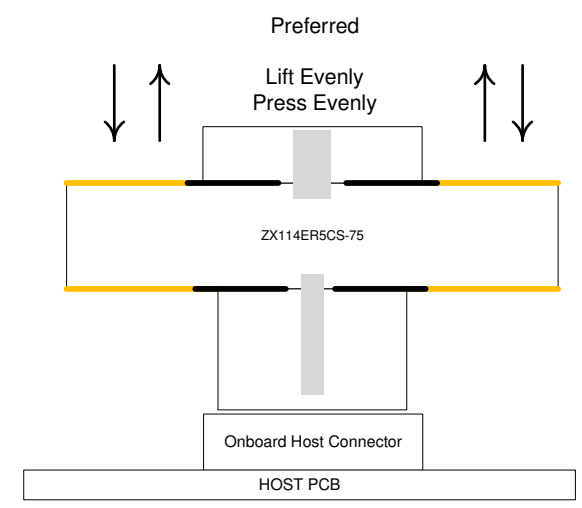 Preferred
Lift Evenly
Press Evenly
ZX114ER5CS-75
Onboard Host Connector
HOST PCB